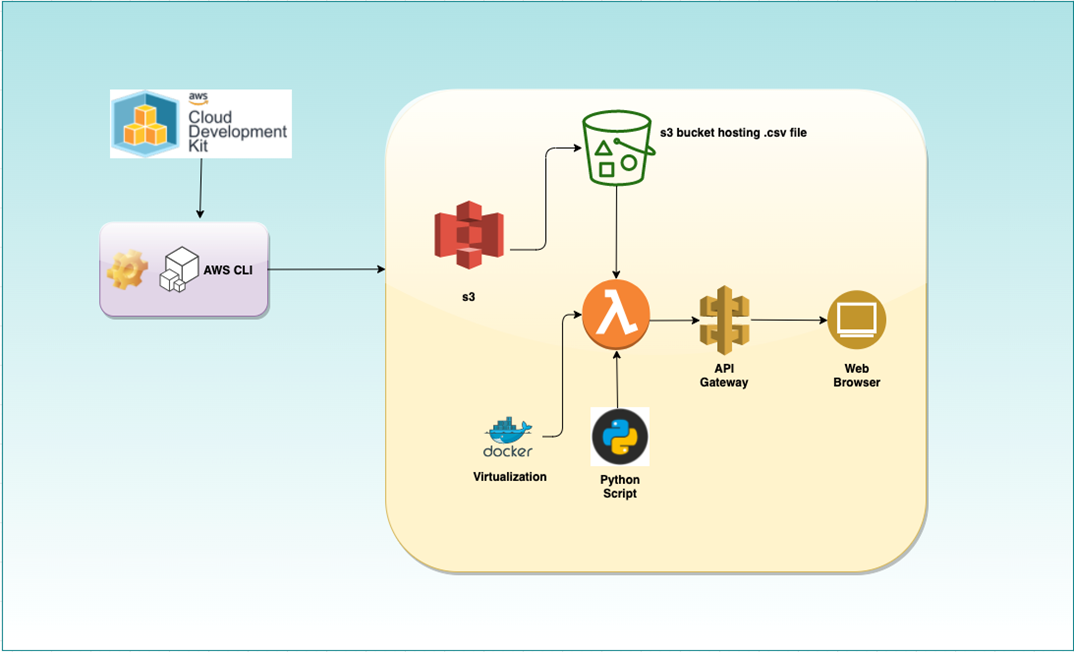 aws
Cloud
Development
Kit
s3 bucket hosting .csv file
AWS CLI
s3
λ
API
Gateway
Web
Browser
docker
Virtualization
Python
Script